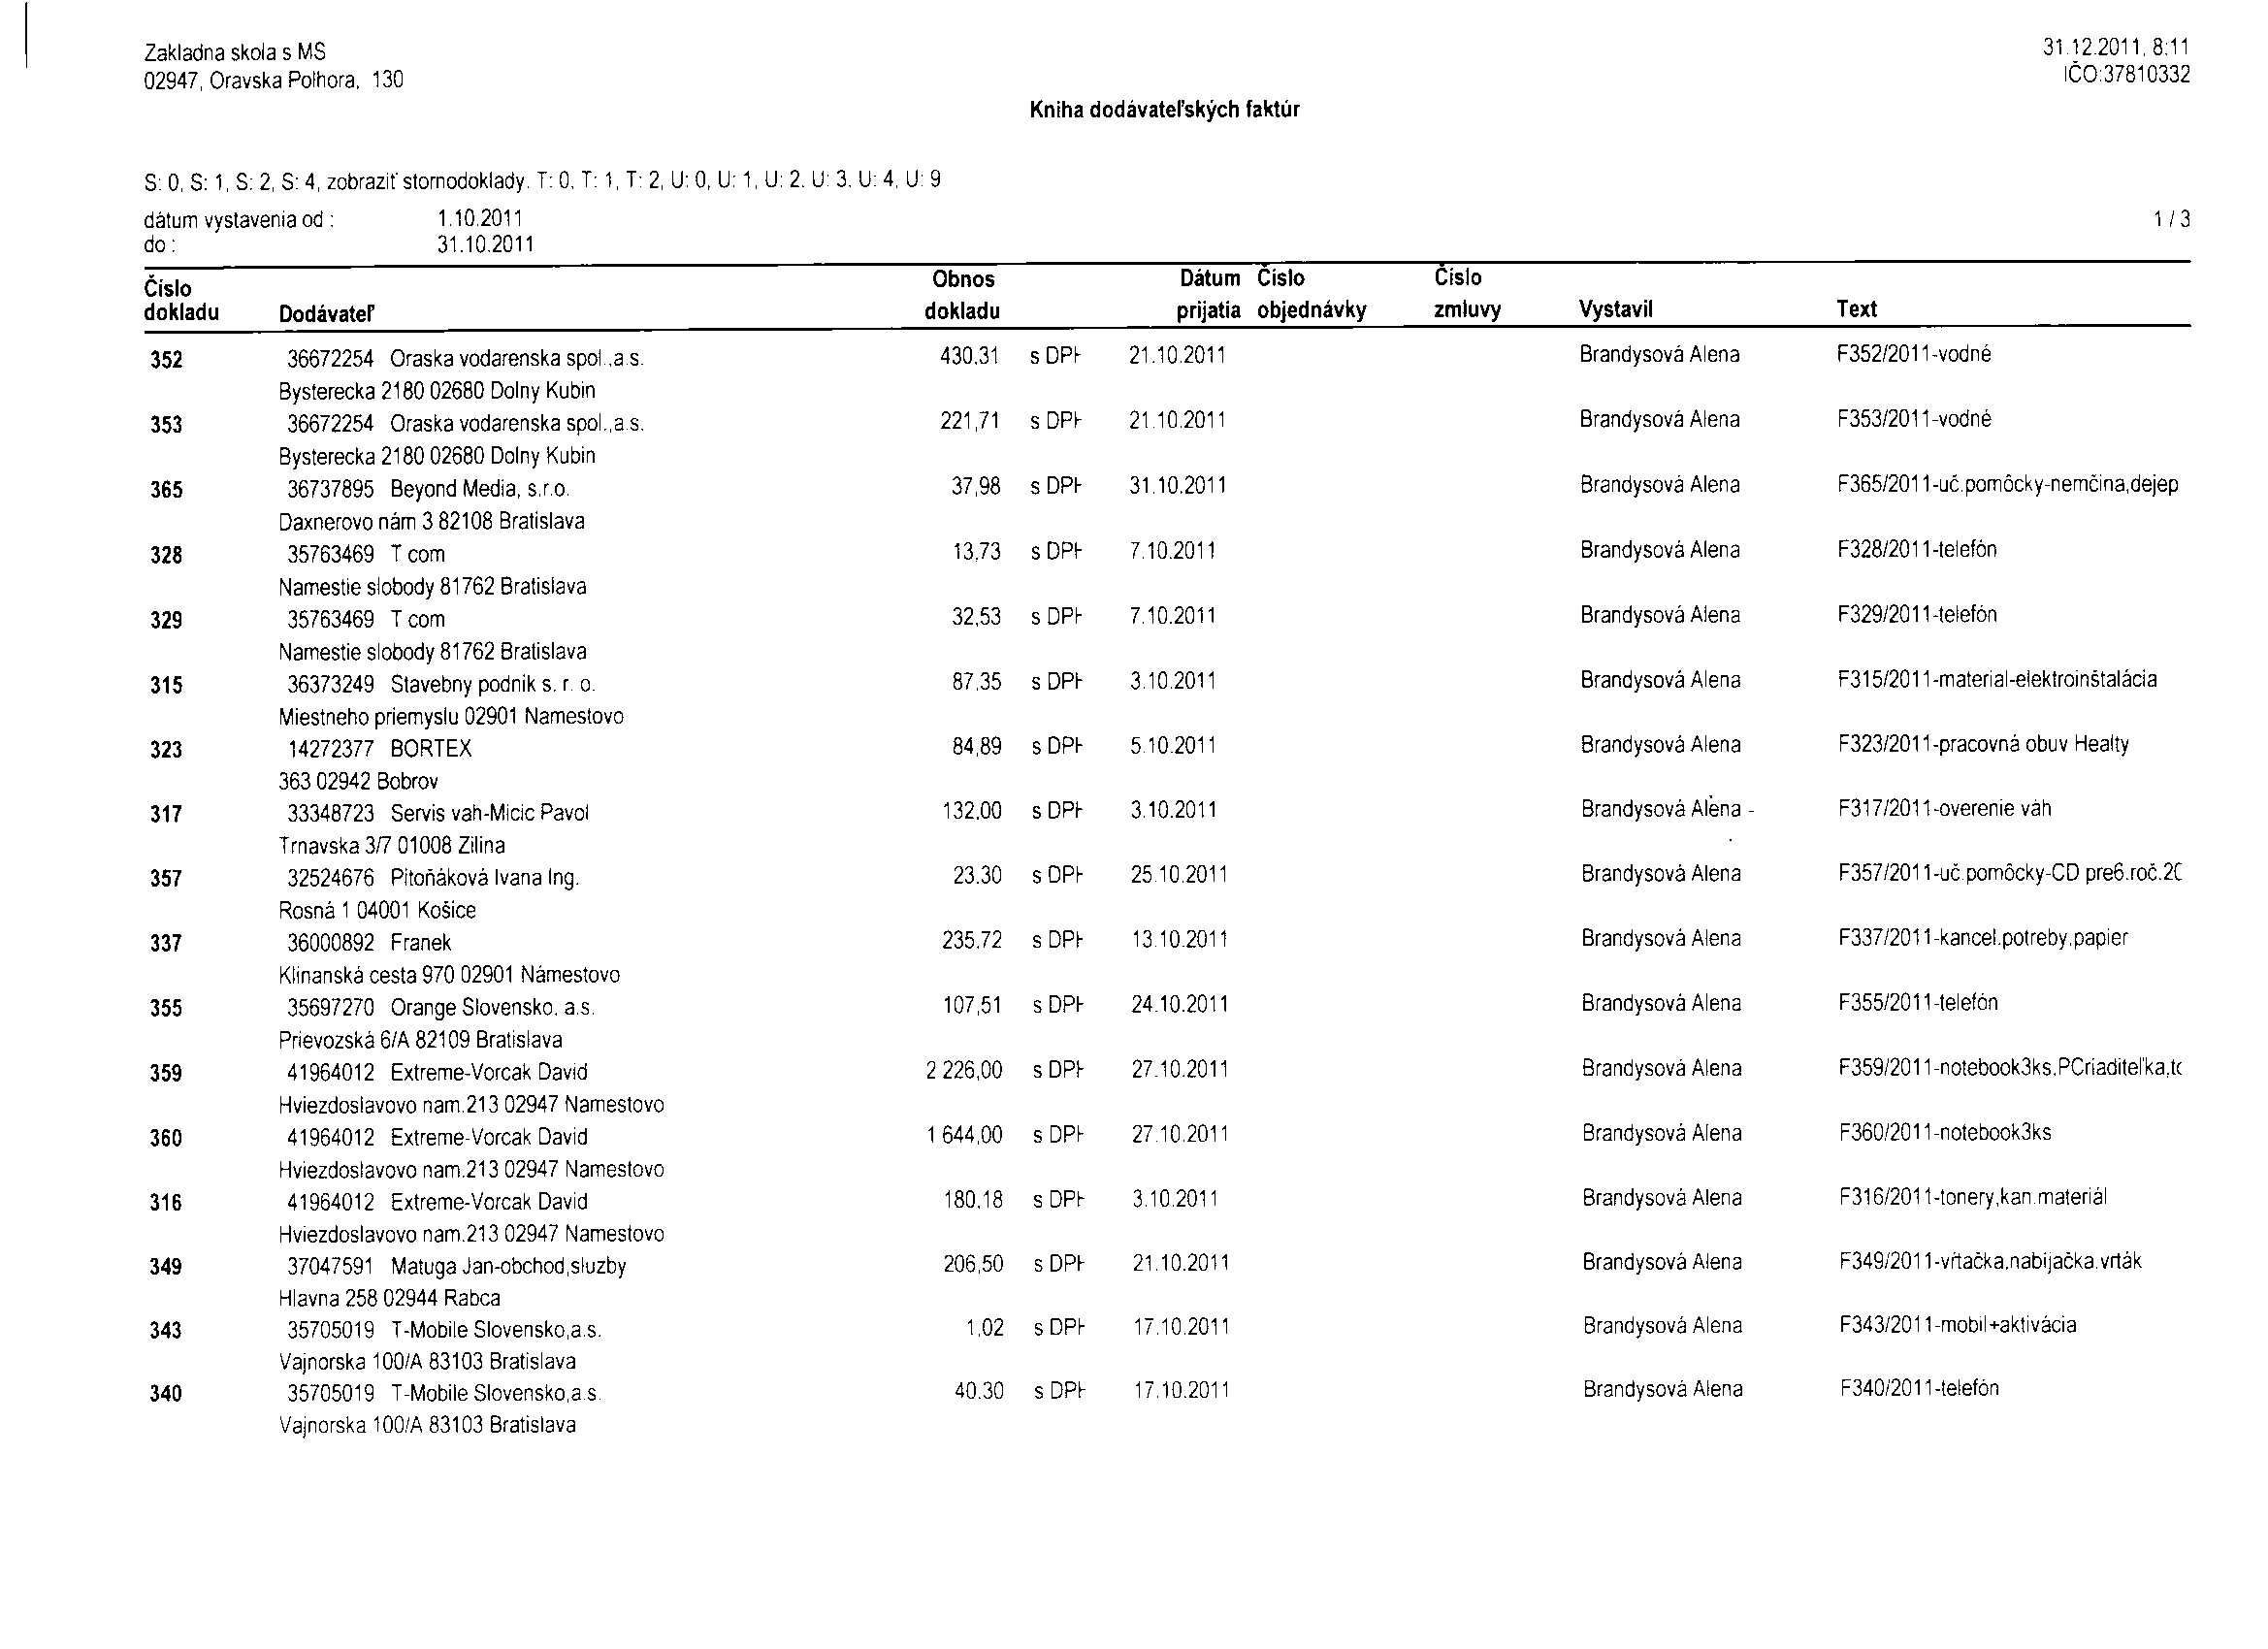 Zakladna skola s MS
31.12.2011, 8:11
02947, Oravska Polhora, 130
IČO:37810332
Kniha dodávateľských faktúr
S: 0, S: 1, S: 2, S: 4, zobraziť stornodoklady, T: 0, T: 1, T: 2, U: 0, U: 1, U: 2, U: 3, U: 4, U: 9
dátum vystavenia od : 1.10.2011 1 / 3
do : 31.10.2011
Číslo Obnos Dátum Číslo Číslo
dokladu Dodávateľ dokladu prijatia objednávky zmluvy Vystavil Text
352 36672254 Oraska vodarenska spol.,a.s. 430,31 s DPH 21.10.2011 Brandysová Alena F352/2011-vodné
Bysterecka 2180 02680 Dolny Kubin
353 36672254 Oraska vodarenska spol.,a.s. 221,71 s DPH 21.10.2011 Brandysová Alena F353/2011-vodné
Bysterecka 2180 02680 Dolny Kubin
365 36737895 Beyond Media, s.r.o. 37,98 s DPH 31.10.2011 Brandysová Alena F365/2011-uč.pomôcky-nemčina,dejep
Daxnerovo nám 3 82108 Bratislava
328 35763469 T com 13,73 s DPH 7.10.2011 Brandysová Alena F328/2011-telefón
Namestie slobody 81762 Bratislava
329 35763469 T com 32,53 s DPH 7.10.2011 Brandysová Alena F329/2011-telefón
Namestie slobody 81762 Bratislava
315 36373249 Stavebny podnik s. r. o. 87,35 s DPH 3.10.2011 Brandysová Alena F315/2011-material-elektroinštalácia
Miestneho priemyslu 02901 Namestovo
323 14272377 BORTEX 84,89 s DPH 5.10.2011 Brandysová Alena F323/2011-pracovná obuv Healty
363 02942 Bobrov
317 33348723 Servis vah-Micic Pavol 132,00 s DPH 3.10.2011 Brandysová Alena - F317/2011-overenie váh
Trnavska 3/7 01008 Zilina
357 32524676 Pitoňáková Ivana Ing. 23,30 s DPH 25.10.2011 Brandysová Alena F357/2011-uč.pomôcky-CD pre6.roč.20
Rosná 1 04001 Košice
337 36000892 Franek 235,72 s DPH 13.10.2011 Brandysová Alena F337/2011-kancel.potreby,papier
Klinanská cesta 970 02901 Námestovo
355 35697270 Orange Slovensko, a.s. 107,51 s DPH 24.10.2011 Brandysová Alena F355/2011-telefón
Prievozská 6/A 82109 Bratislava
359 41964012 Extreme-Vorcak David 2 226,00 s DPH 27.10.2011 Brandysová Alena F359/2011-notebook3ks,PCriaditeľka,tc
Hviezdoslavovo nam.213 02947 Namestovo
360 41964012 Extreme-Vorcak David 1 644,00 s DPH 27.10.2011 Brandysová Alena F360/2011-notebook3ks
Hviezdoslavovo nam.213 02947 Namestovo
316 41964012 Extreme-Vorcak David 180,18 s DPH 3.10.2011 Brandysová Alena F316/2011-tonery,kan.materiál
Hviezdoslavovo nam.213 02947 Namestovo
349 37047591 Matuga Jan-obchod,sluzby 206,50 s DPH 21.10.2011 Brandysová Alena F349/2011-vŕtačka,nabíjačka,vrták
Hlavna 258 02944 Rabca
343 35705019 T-Mobile Slovensko,a.s. 1,02 s DPH 17.10.2011 Brandysová Alena F343/2011-mobil+aktivácia
Vajnorska 100/A 83103 Bratislava
340 35705019 T-Mobile Slovensko,a.s. 40,30 s DPH 17.10.2011 Brandysová Alena F340/2011-telefón
Vajnorska 100/A 83103 Bratislava